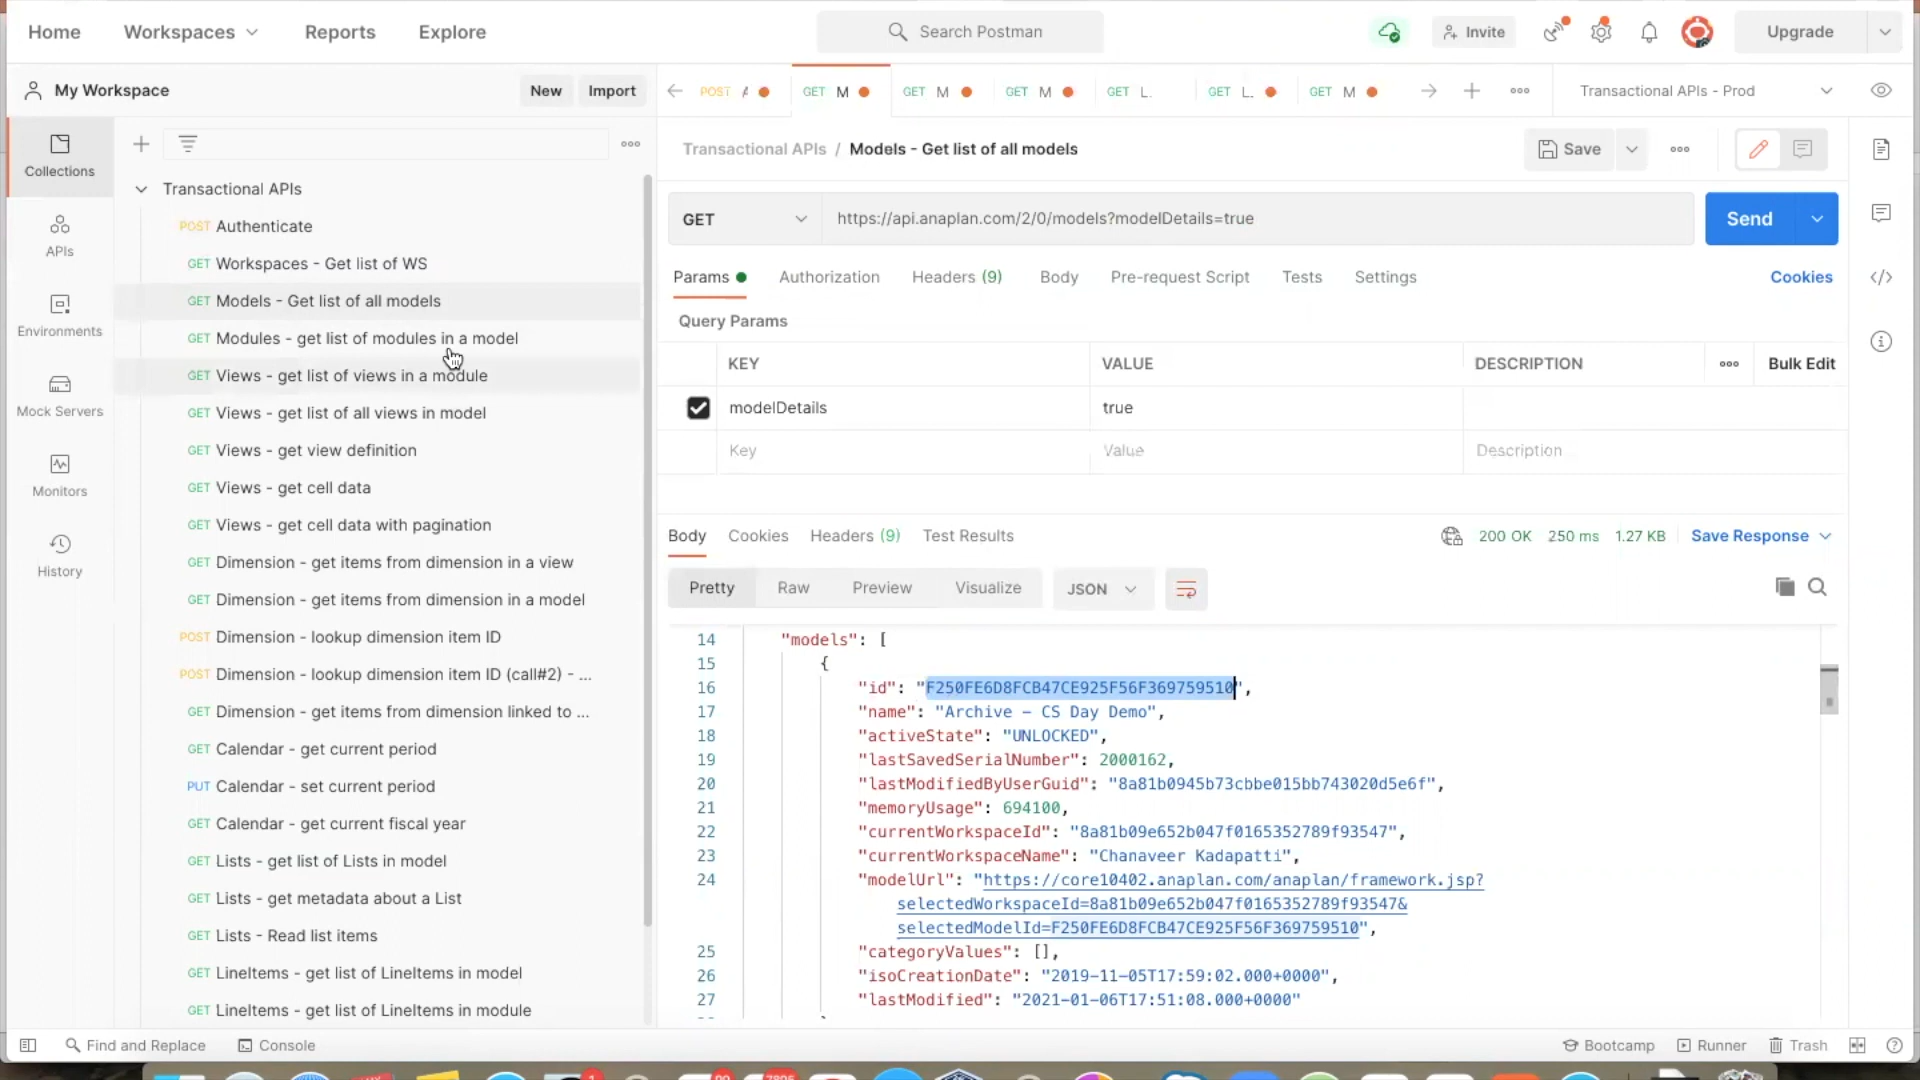 Home Workspaces Reports Explore Search Postman Invite Upgrade
My Workspace New Import POST GET M GET M GET M GET L. GET L. GET M Transactional APIs - Prod
Collections
APIs
Environments
Mock Servers
Monitors
History
Transactional APIs
POST Authenticate
GET Workspaces - Get list of WS
GET Models - Get list of all models
GET Modules - get list of modules in a model
GET Views - get list of views in a module
GET Views - get list of all views in model
GET Views - get view definition
GET Views - get cell data
GET Views - get cell data with pagination
GET Dimension - get items from dimension in a view
GET Dimension - get items from dimension in a model
POST Dimension - lookup dimension item ID
POST Dimension - lookup dimension item ID (call#2) - ...
GET Dimension - get items from dimension linked to ...
GET Calendar - get current period
PUT Calendar - set current period
GET Calendar - get current fiscal year
GET Lists - get list of Lists in model
GET Lists - get metadata about a List
GET Lists - Read list items
GET LineItems - get list of LineItems in model
GET LineItems - get list of LineItems in module
Transactional APIs / Models - Get list of all models Save
GET https://api.anaplan.com/2/0/models?modelDetails=true Send
Params Authorization Headers (9) Body Pre-request Script Tests Settings Cookies
Query Params
KEY VALUE DESCRIPTION Bulk Edit
modelDetails true
Key Value Description
Body Cookies Headers (9) Test Results 200 OK 250 ms 1.27 KB Save Response
Pretty Raw Preview Visualize JSON
14 "models": [
15 {
16 "id": "F250FE6D8FCB47CE925F56F369759510",
17 "name": "Archive – CS Day Demo",
18 "activeState": "UNLOCKED",
19 "lastSavedSerialNumber": 2000162,
20 "lastModifiedByUserGuid": "8a81b0945b73cbbe015bb743020d5e6f",
21 "memoryUsage": 694100,
22 "currentWorkspaceId": "8a81b09e652b047f0165352789f93547",
23 "currentWorkspaceName": "Chanaveer Kadapatti",
24 "modelUrl": "https://core10402.anaplan.com/anaplan/framework.jsp?
selectedWorkspaceId=8a81b09e652b047f0165352789f93547&
selectedModelId=F250FE6D8FCB47CE925F56F369759510",
25 "categoryValues": [],
26 "isoCreationDate": "2019-11-05T17:59:02.000+0000",
27 "lastModified": "2021-01-06T17:51:08.000+0000"
Find and Replace Console Bootcamp Runner Trash